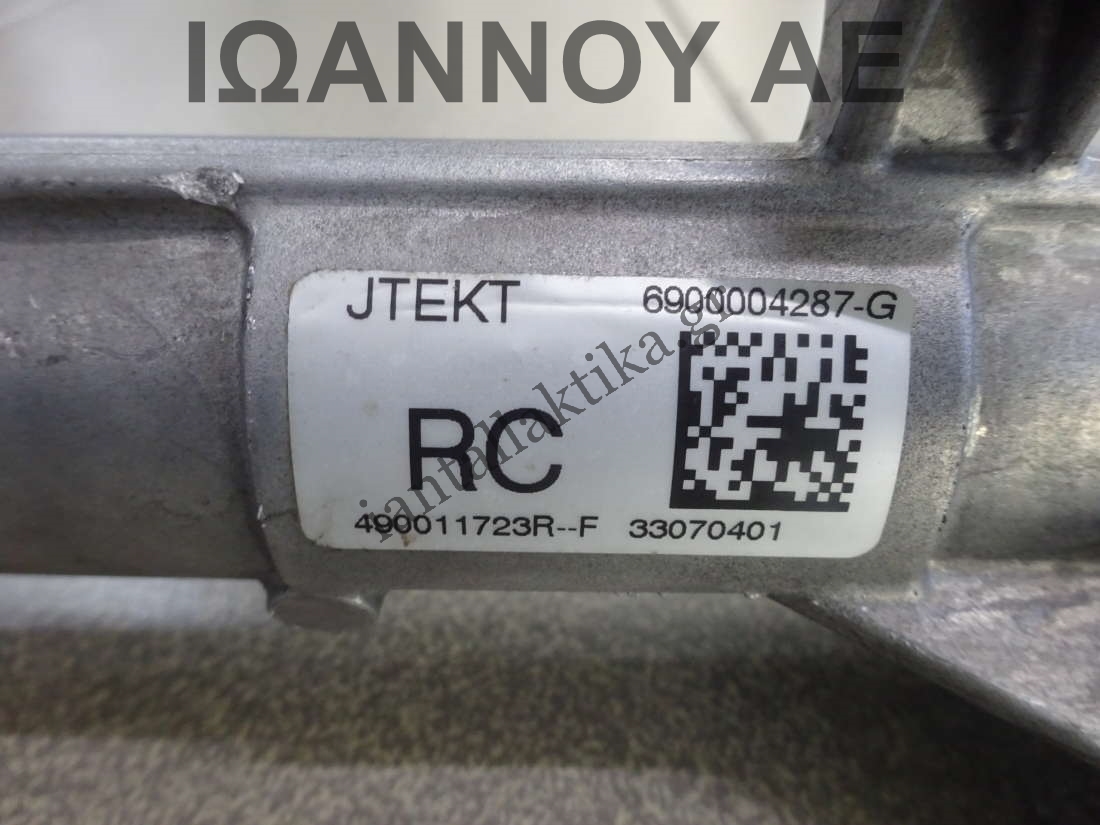 ΙΩΑΝΝΟΥ ΑΕ
JTEKT 6900004287-G
RC
490011723R--F 33070401
iantallaktika.gr